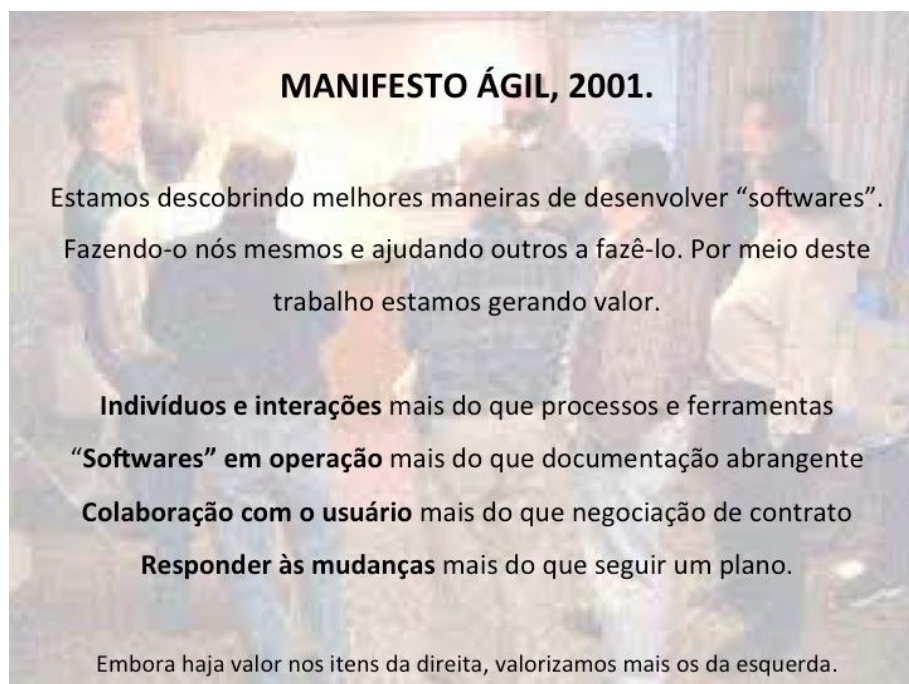 MANIFESTO ÁGIL, 2001.
Estamos descobrindo melhores maneiras de desenvolver “softwares”.
Fazendo-o nós mesmos e ajudando outros a fazê-lo. Por meio deste
trabalho estamos gerando valor.
Indivíduos e interações mais do que processos e ferramentas
“Softwares” em operação mais do que documentação abrangente
Colaboração com o usuário mais do que negociação de contrato
Responder às mudanças mais do que seguir um plano.
Embora haja valor nos itens da direita, valorizamos mais os da esquerda.